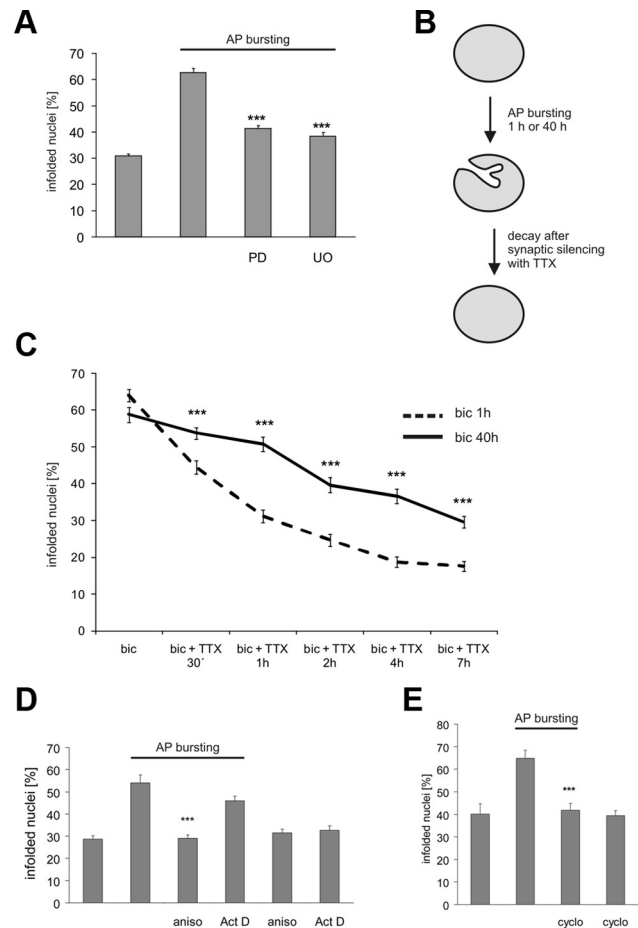 A
AP bursting
infolded nuclei [%]
70
60
50
40
30
20
10
0
***
***
PD
UO
B
AP bursting
1 h or 40 h
decay after
synaptic silencing
with TTX
C
infolded nuclei [%]
70
60
50
40
30
20
10
0
***
***
***
***
***
bic 1h
bic 40h
bic
bic + TTX
30´
bic + TTX
1h
bic + TTX
2h
bic + TTX
4h
bic + TTX
7h
D
AP bursting
infolded nuclei [%]
70
60
50
40
30
20
10
0
***
aniso
Act D
aniso
Act D
E
AP bursting
infolded nuclei [%]
80
70
60
50
40
30
20
10
0
***
cyclo
cyclo